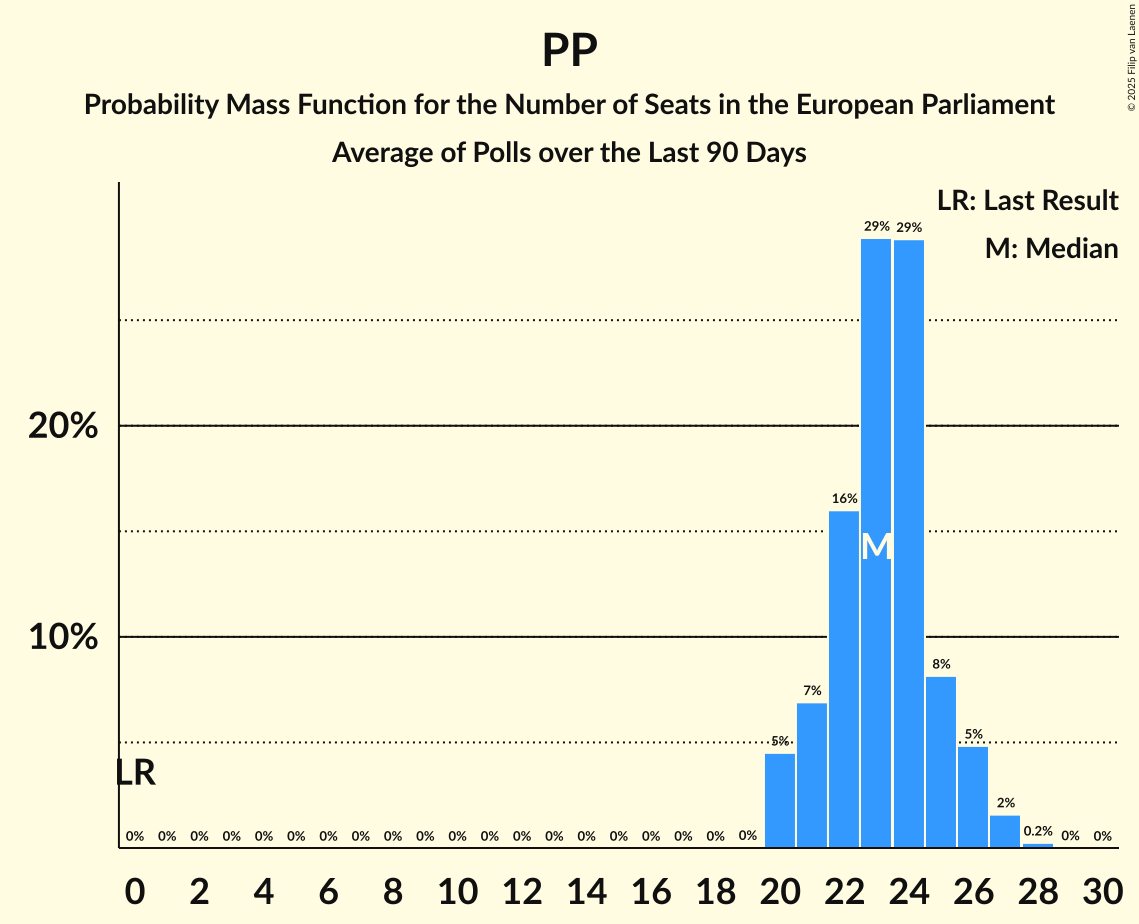 © 2025 Filip van Laenen
PP
Probability Mass Function for the Number of Seats in the European Parliament
Average of Polls over the Last 90 Days
LR: Last Result
M: Median
29% 29%
20%
16%
M
10%
8%
7%
5% 5%
LR
2%
0% 0% 0% 0% 0% 0% 0% 0% 0% 0% 0% 0% 0% 0% 0% 0% 0% 0% 0% 0% 0.2% 0% 0%
0 2 4 6 8 10 12 14 16 18 20 22 24 26 28 30